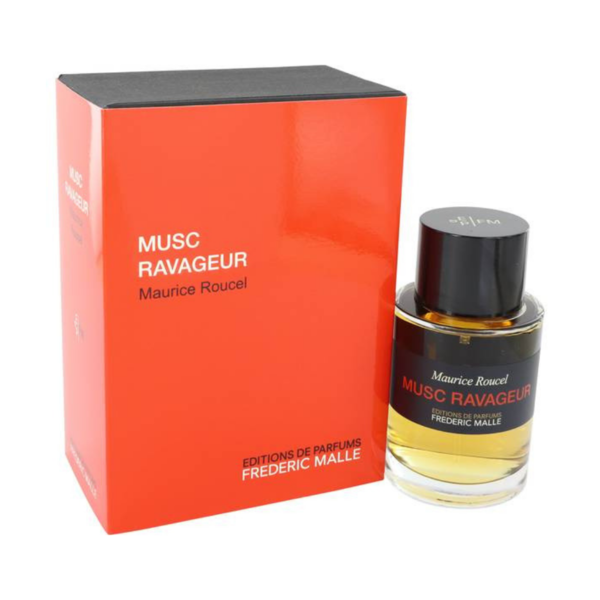 MUSC
RAVAGEUR
MUSC
RAVAGEUR
Maurice Roucel
EDITIONS DE PARFUMS
FREDERIC MALLE
Maurice Roucel
MUSC RAVAGEUR
EDITIONS DE PARFUMS
FREDERIC MALLE